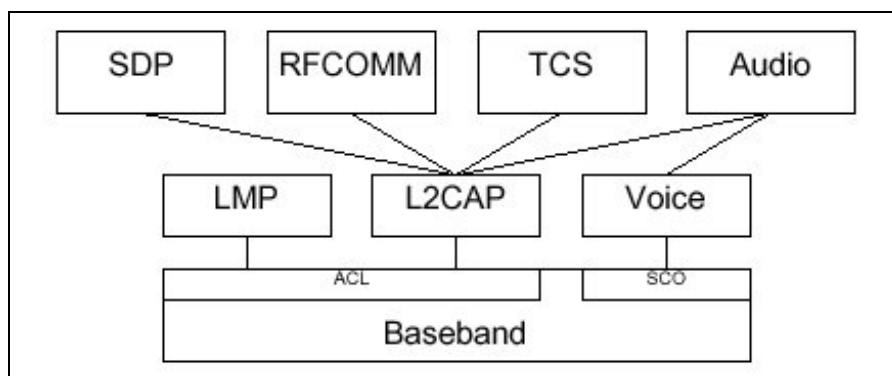 SDP
RFCOMM
TCS
Audio
LMP
L2CAP
Voice
ACL
SCO
Baseband